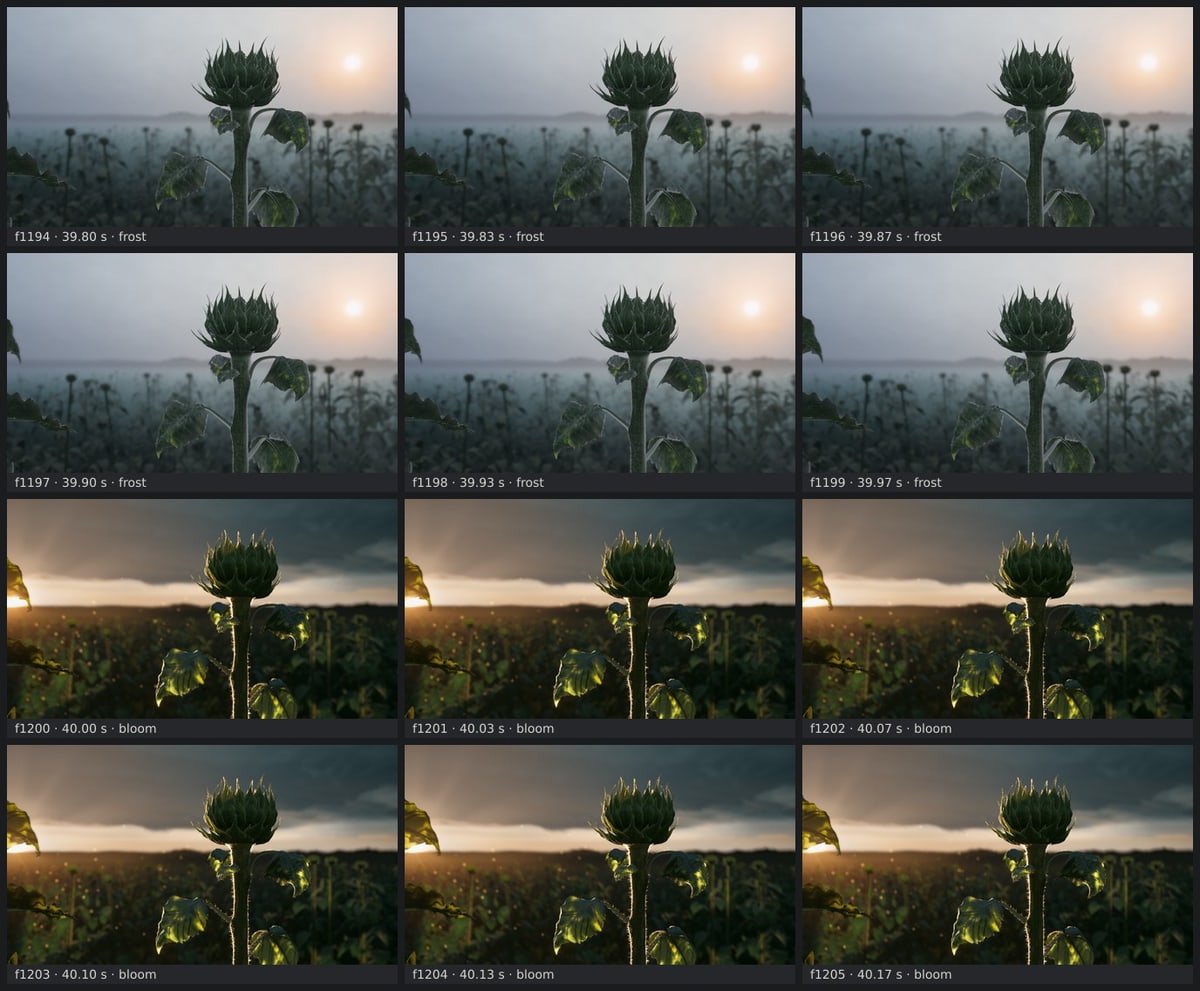 f1194 · 39.80 s · frost
f1195 · 39.83 s · frost
f1196 · 39.87 s · frost
f1197 · 39.90 s · frost
f1198 · 39.93 s · frost
f1199 · 39.97 s · frost
f1200 · 40.00 s · bloom
f1201 · 40.03 s · bloom
f1202 · 40.07 s · bloom
f1203 · 40.10 s · bloom
f1204 · 40.13 s · bloom
f1205 · 40.17 s · bloom